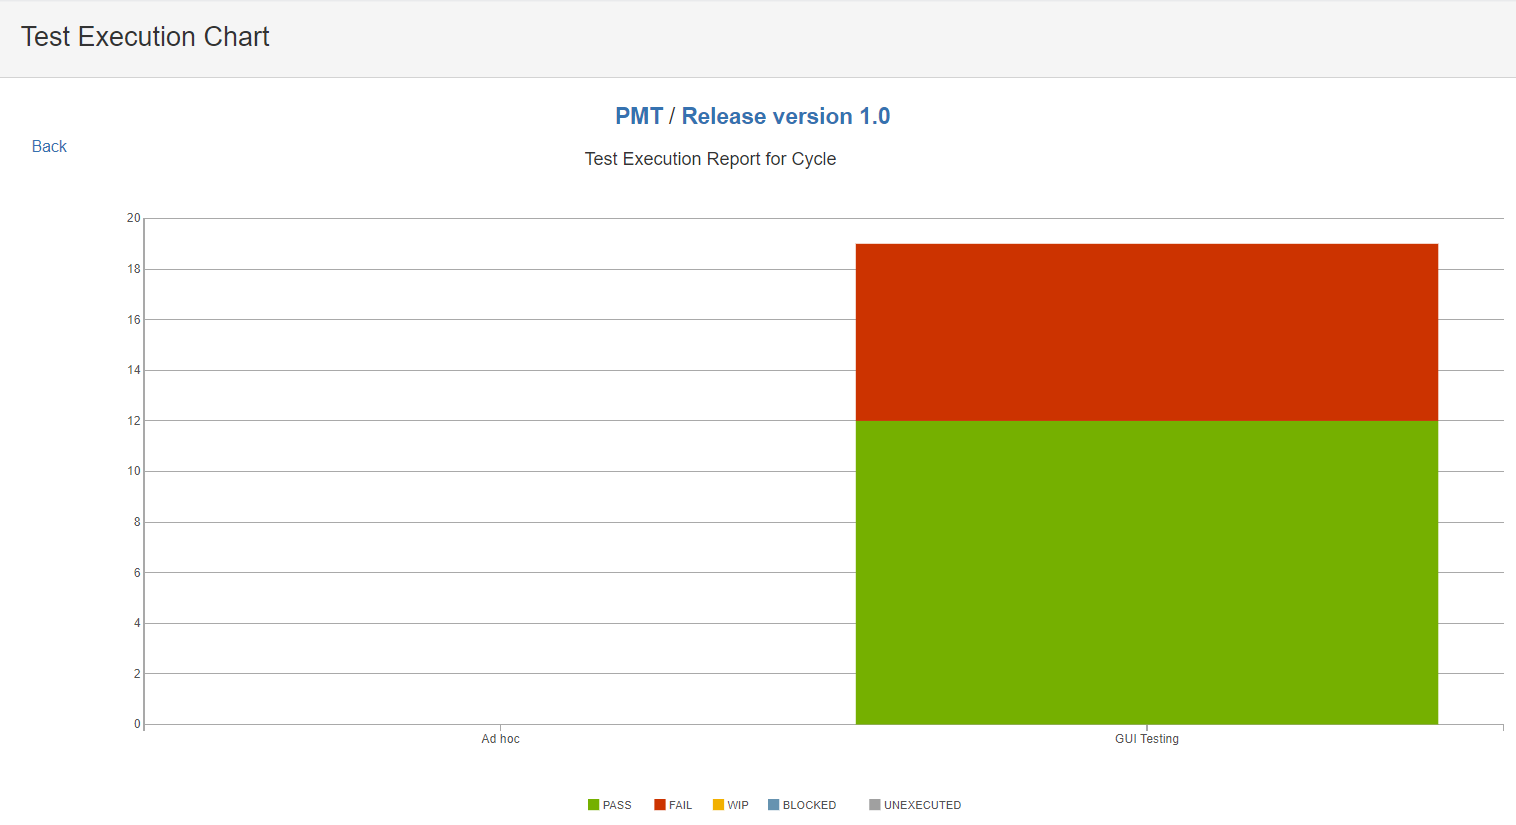 Test Execution Chart
PMT / Release version 1.0
Back
Test Execution Report for Cycle
20
18
16
14
12
10
8
6
4
2
0
Ad hoc
GUI Testing
PASS FAIL WIP BLOCKED UNEXECUTED